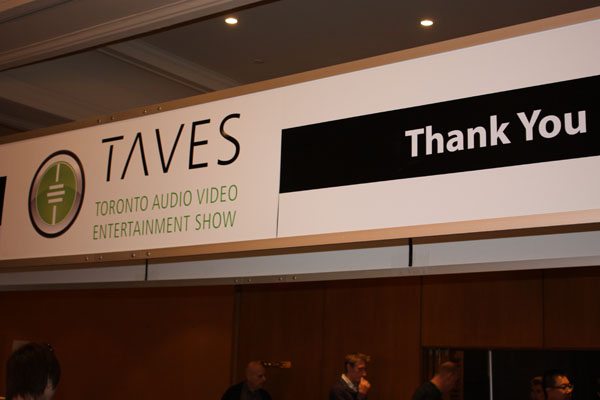 TAVES
TORONTO AUDIO VIDEO
ENTERTAINMENT SHOW
Thank You